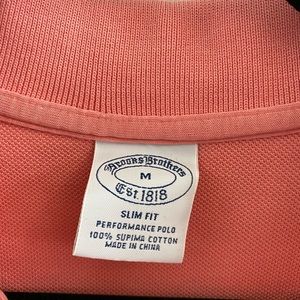 Brooks Brothers
M
Est. 1818
SLIM FIT
PERFORMANCE POLO
100% SUPIMA COTTON
MADE IN CHINA